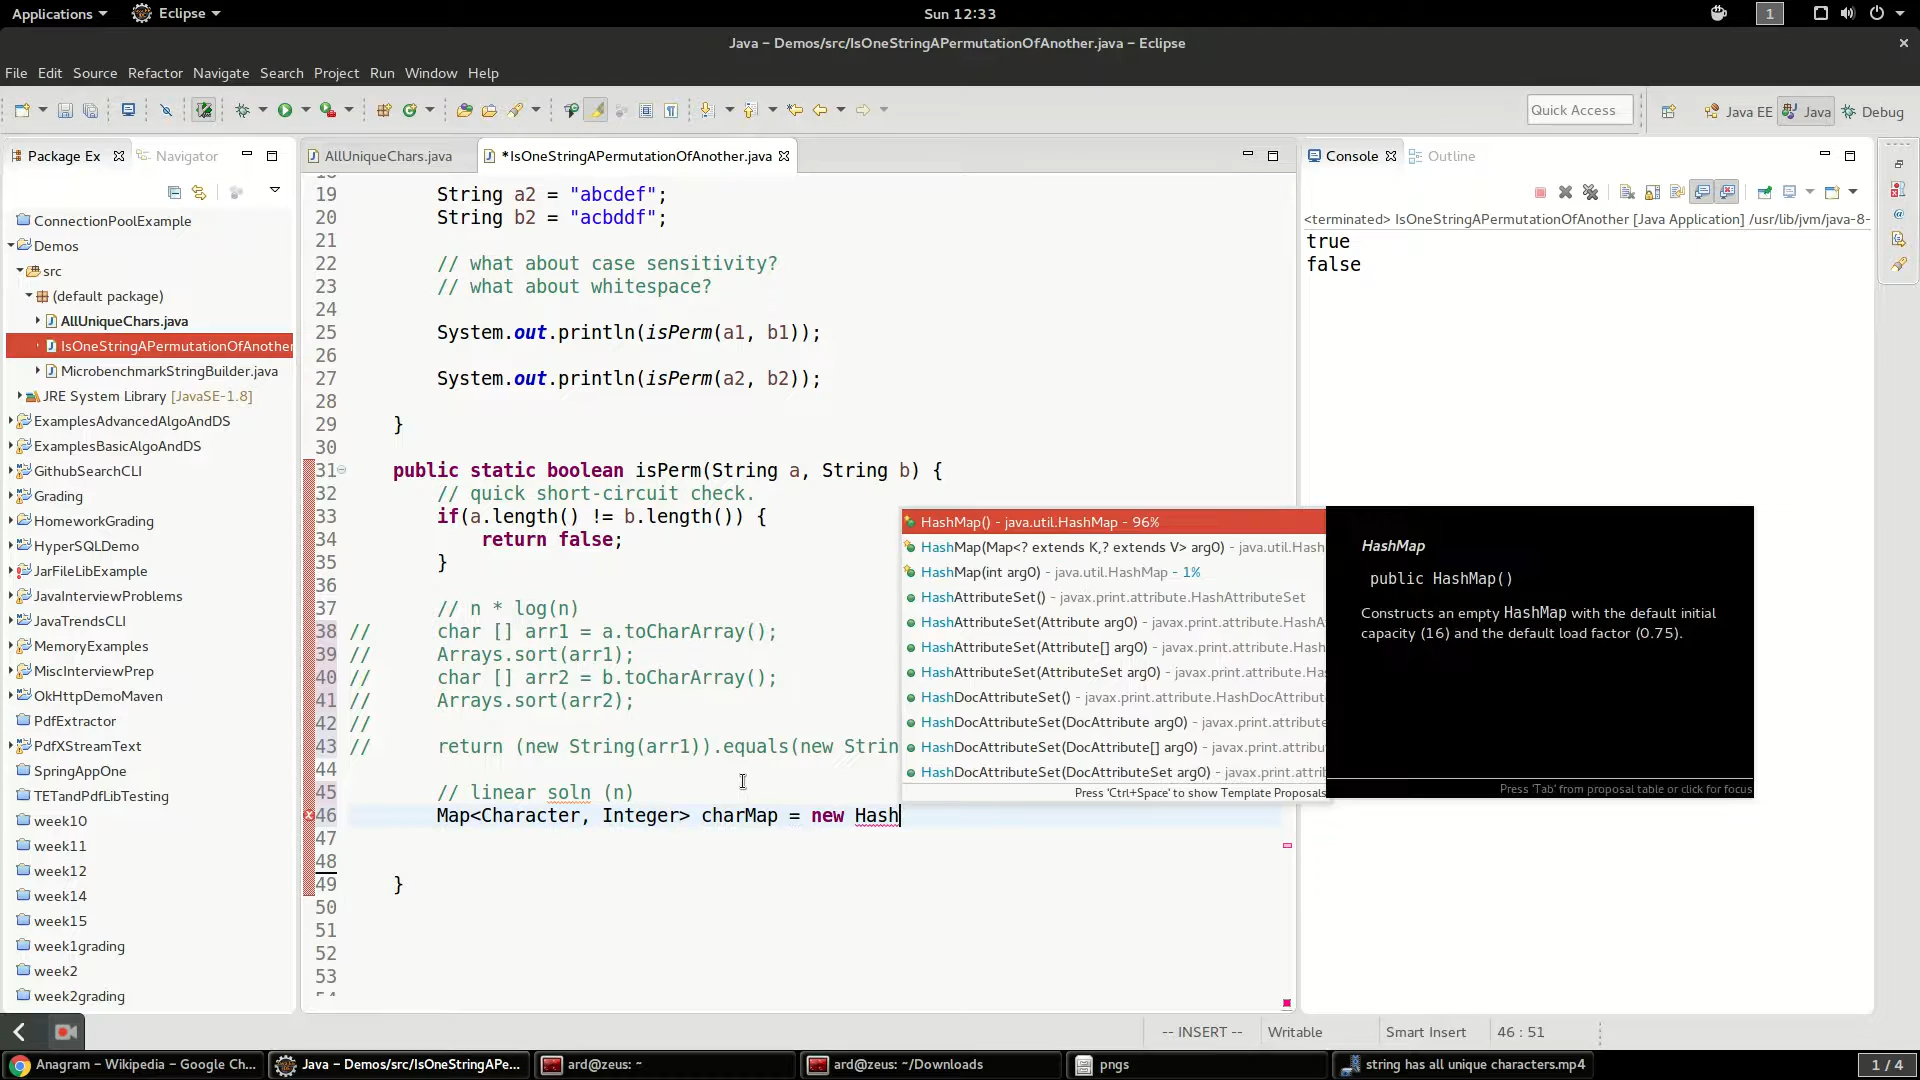 Applications
Eclipse
Sun 12:33
1
Java – Demos/src/IsOneStringAPermutationOfAnother.java – Eclipse
File Edit Source Refactor Navigate Search Project Run Window Help
Quick Access
Java EE
Java
Debug
Package Ex
Navigator
AllUniqueChars.java
*IsOneStringAPermutationOfAnother.java
Console
Outline
ConnectionPoolExample
Demos
src
(default package)
AllUniqueChars.java
IsOneStringAPermutationOfAnother
MicrobenchmarkStringBuilder.java
JRE System Library [JavaSE-1.8]
ExamplesAdvancedAlgoAndDS
ExamplesBasicAlgoAndDS
GithubSearchCLI
Grading
HomeworkGrading
HyperSQLDemo
JarFileLibExample
JavaInterviewProblems
JavaTrendsCLI
MemoryExamples
MiscInterviewPrep
OkHttpDemoMaven
PdfExtractor
PdfXStreamText
SpringAppOne
TETandPdfLibTesting
week10
week11
week12
week14
week15
week1grading
week2
week2grading
19 String a2 = "abcdef";
20 String b2 = "acbddf";
21
22 // what about case sensitivity?
23 // what about whitespace?
24
25 System.out.println(isPerm(a1, b1));
26
27 System.out.println(isPerm(a2, b2));
28
29 }
30
31 public static boolean isPerm(String a, String b) {
32 // quick short-circuit check.
33 if(a.length() != b.length()) {
34 return false;
35 }
36
37 // n * log(n)
38 // char [] arr1 = a.toCharArray();
39 // Arrays.sort(arr1);
40 // char [] arr2 = b.toCharArray();
41 // Arrays.sort(arr2);
42 //
43 // return (new String(arr1)).equals(new Strin
44
45 // linear soln (n)
46 Map<Character, Integer> charMap = new Hash
47
48
49 }
50
51
52
53
HashMap() - java.util.HashMap - 96%
HashMap(Map<? extends K,? extends V> arg0) - java.util.Hash
HashMap(int arg0) - java.util.HashMap - 1%
HashAttributeSet() - javax.print.attribute.HashAttributeSet
HashAttributeSet(Attribute arg0) - javax.print.attribute.HashA
HashAttributeSet(Attribute[] arg0) - javax.print.attribute.Hash
HashAttributeSet(AttributeSet arg0) - javax.print.attribute.Ha
HashDocAttributeSet() - javax.print.attribute.HashDocAttribut
HashDocAttributeSet(DocAttribute arg0) - javax.print.attribute
HashDocAttributeSet(DocAttribute[] arg0) - javax.print.attribu
HashDocAttributeSet(DocAttributeSet arg0) - javax.print.attrib
Press 'Ctrl+Space' to show Template Proposals
HashMap
public HashMap()
Constructs an empty HashMap with the default initial
capacity (16) and the default load factor (0.75).
Press 'Tab' from proposal table or click for focus
<terminated> IsOneStringAPermutationOfAnother [Java Application] /usr/lib/jvm/java-8-
true
false
-- INSERT --
Writable
Smart Insert
46 : 51
Anagram – Wikipedia – Google Ch...
Java – Demos/src/IsOneStringAPe...
ard@zeus: ~
ard@zeus: ~/Downloads
pngs
string has all unique characters.mp4
1 / 4